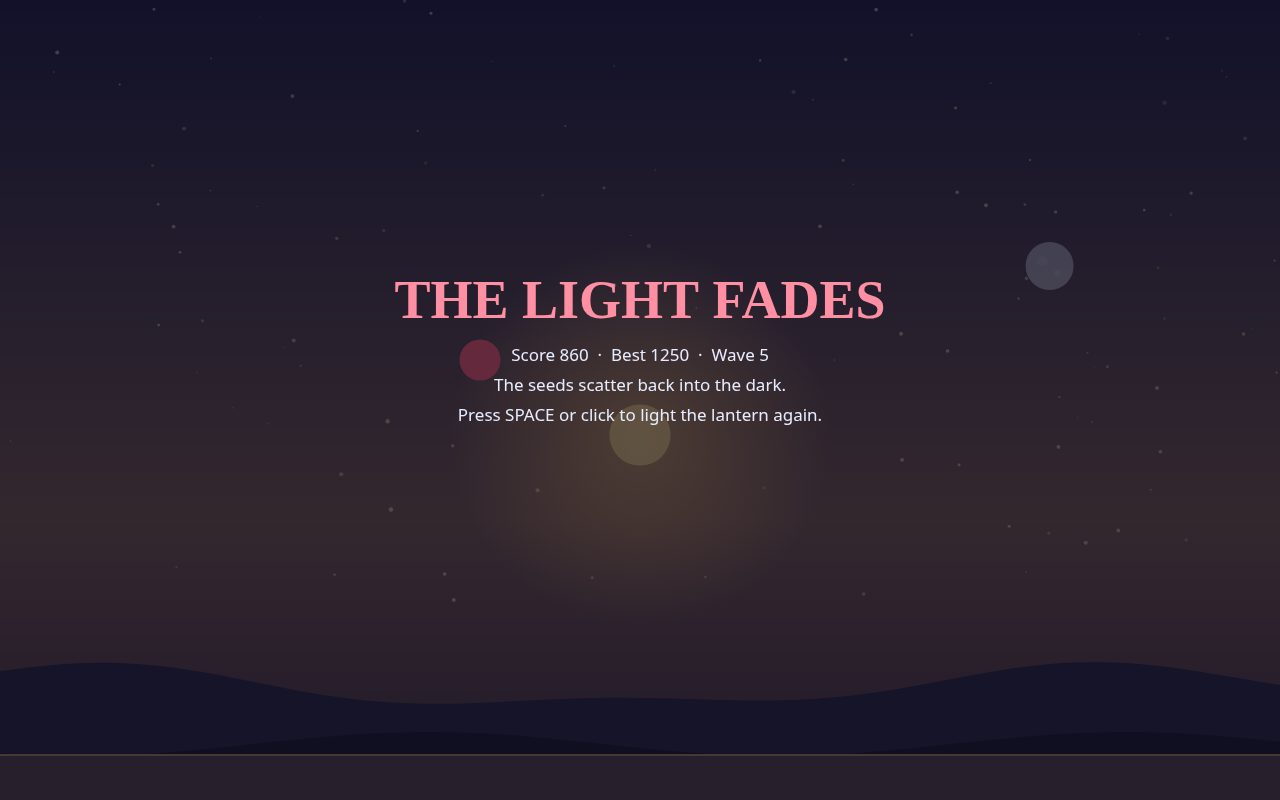 THE LIGHT FADES
Score 860 · Best 1250 · Wave 5
The seeds scatter back into the dark.
Press SPACE or click to light the lantern again.